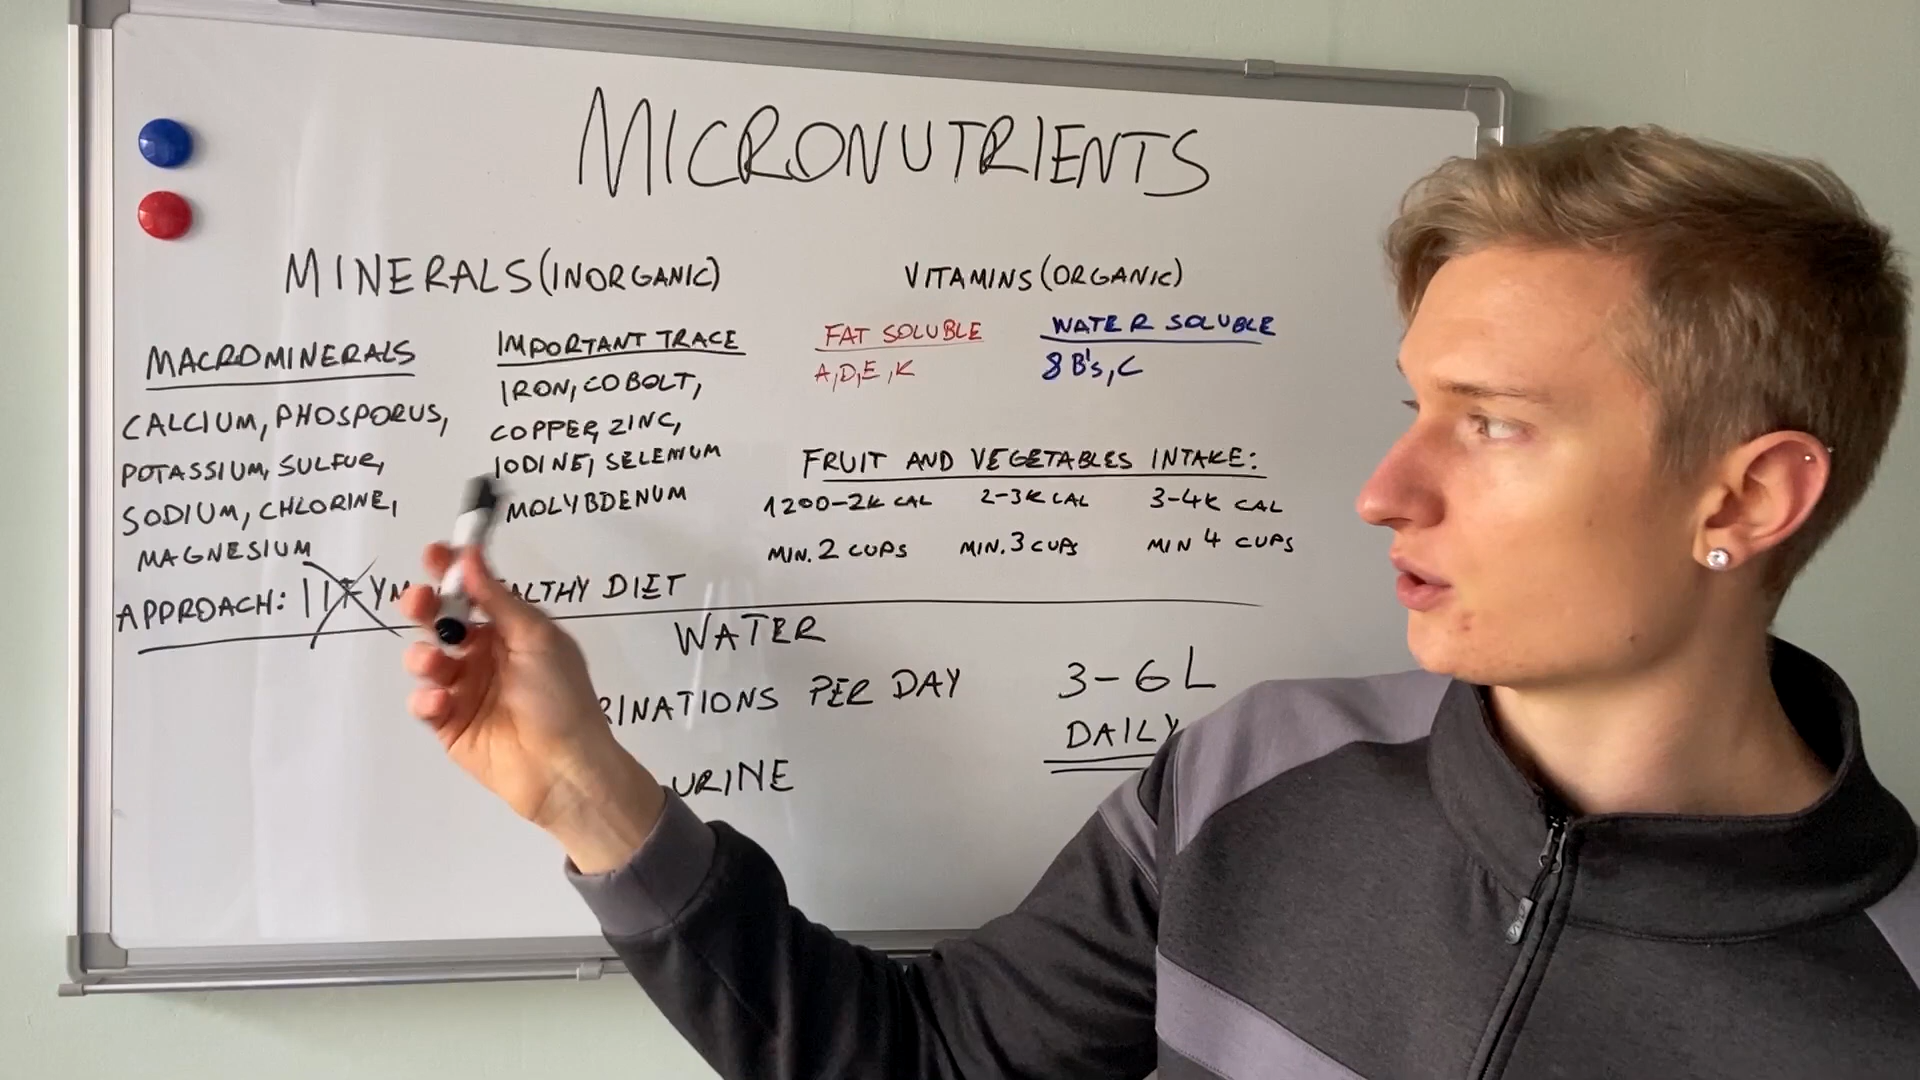 MICRONUTRIENTS
MINERALS (INORGANIC)
MACROMINERALS
CALCIUM, PHOSPORUS,
POTASSIUM, SULFUR,
SODIUM, CHLORINE,
MAGNESIUM
IMPORTANT TRACE
IRON, COBOLT,
COPPER, ZINC,
IODINE, SELENIUM
MOLYBDENUM
APPROACH: DIET
VITAMINS (ORGANIC)
FAT SOLUBLE
A, D, E, K
WATER SOLUBLE
8 B's, C
FRUIT AND VEGETABLES INTAKE:
1200-2K CAL 2-3K CAL 3-4K CAL
MIN. 2 CUPS MIN. 3 CUPS MIN 4 CUPS
WATER
PER DAY
URINE
3-6L
DAILY